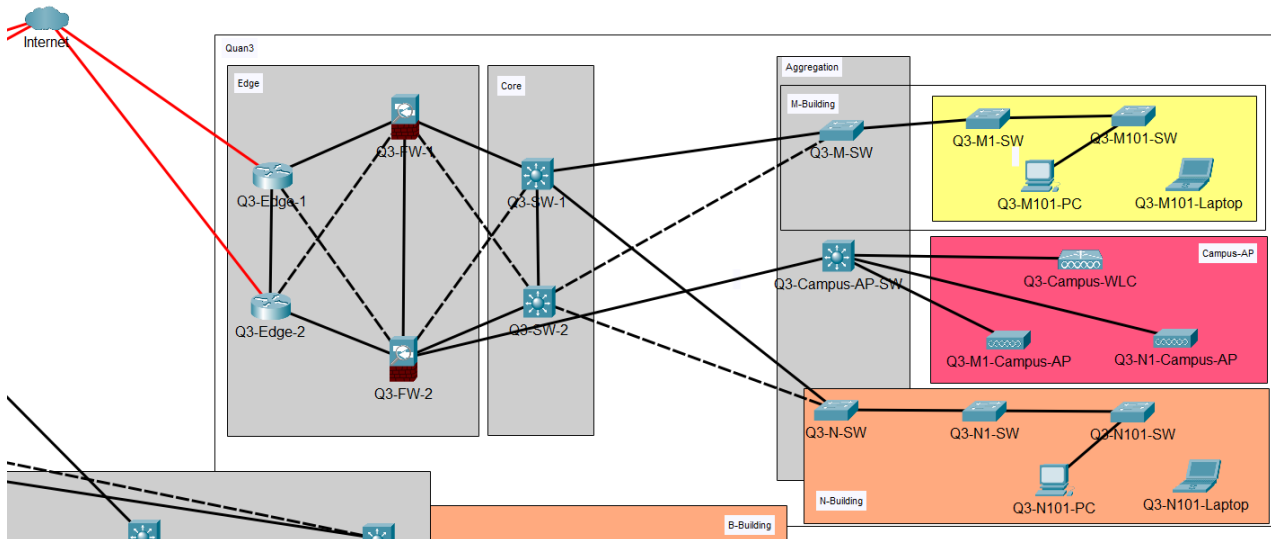 Internet
Quan3
Edge
Core
Aggregation
M-Building
Q3-FW-1
Q3-M-SW
Q3-M1-SW
Q3-M101-SW
Q3-Edge-1
Q3-SW-1
Q3-M101-PC
Q3-M101-Laptop
Campus-AP
Q3-Campus-AP-SW
Q3-Campus-WLC
Q3-Edge-2
Q3-SW-2
Q3-M1-Campus-AP
Q3-N1-Campus-AP
Q3-FW-2
Q3-N-SW
Q3-N1-SW
Q3-N101-SW
N-Building
Q3-N101-PC
Q3-N101-Laptop
B-Building